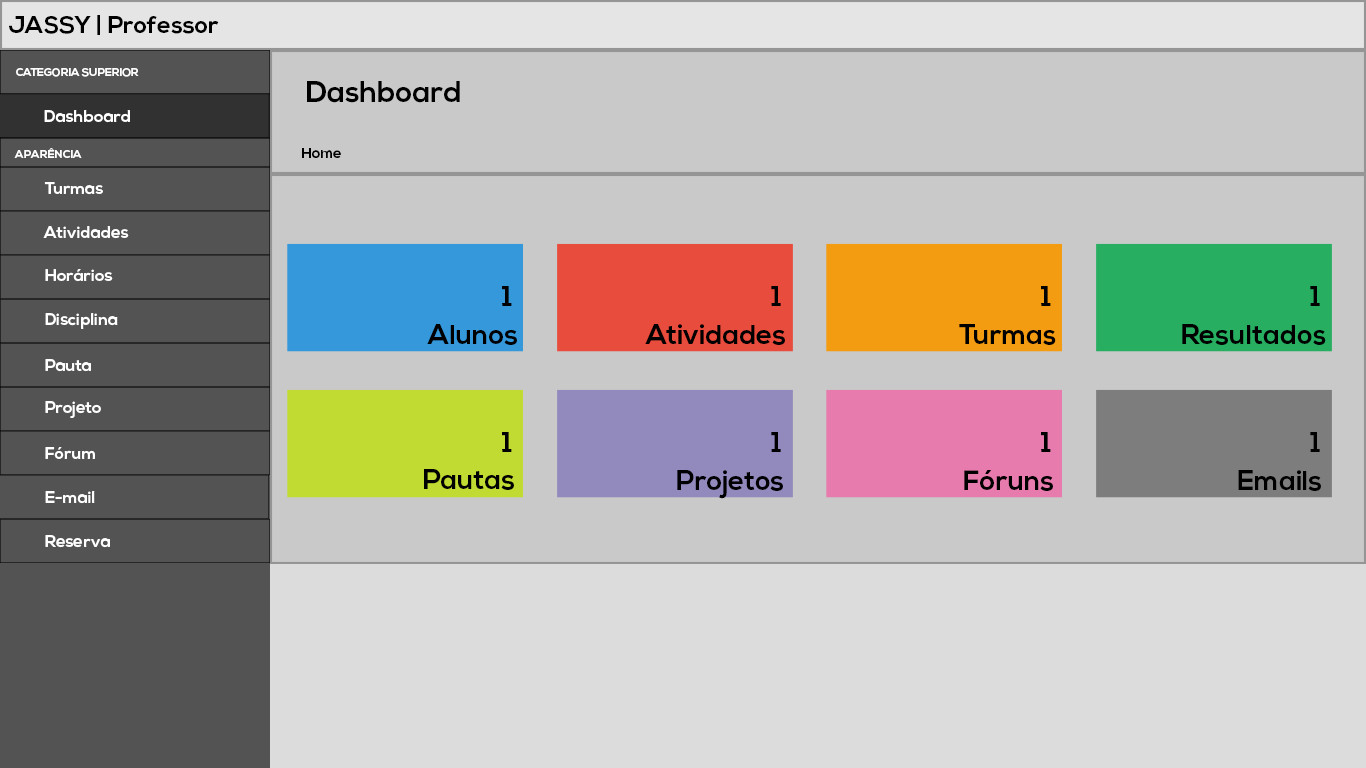 JASSY | Professor
CATEGORIA SUPERIOR
Dashboard
APARÊNCIA
Turmas
Atividades
Horários
Disciplina
Pauta
Projeto
Fórum
E-mail
Reserva
Dashboard
Home
1
Alunos
1
Atividades
1
Turmas
1
Resultados
1
Pautas
1
Projetos
1
Fóruns
1
Emails